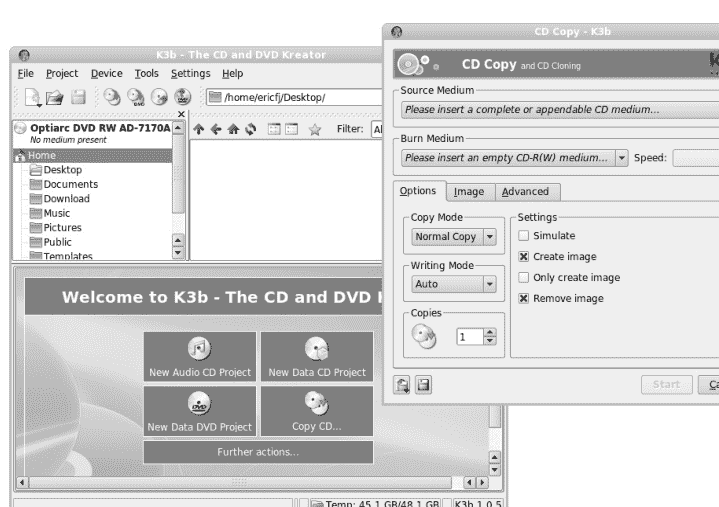 K3b - The CD and DVD Kreator
File Project Device Tools Settings Help
/home/ericfj/Desktop/
Optiarc DVD RW AD-7170A
No medium present
Filter:
Home
Desktop
Documents
Download
Music
Pictures
Public
Templates
Welcome to K3b - The CD and DVD
New Audio CD Project
New Data CD Project
New Data DVD Project
Copy CD...
Further actions...
Temp: 45.1 GB/48.1 GB
K3b 1.0.5
CD Copy - K3b
CD Copy and CD Cloning
Source Medium
Please insert a complete or appendable CD medium...
Burn Medium
Please insert an empty CD-R(W) medium...
Speed:
Options Image Advanced
Copy Mode
Normal Copy
Writing Mode
Auto
Copies
1
Settings
Simulate
Create image
Only create image
Remove image
Start